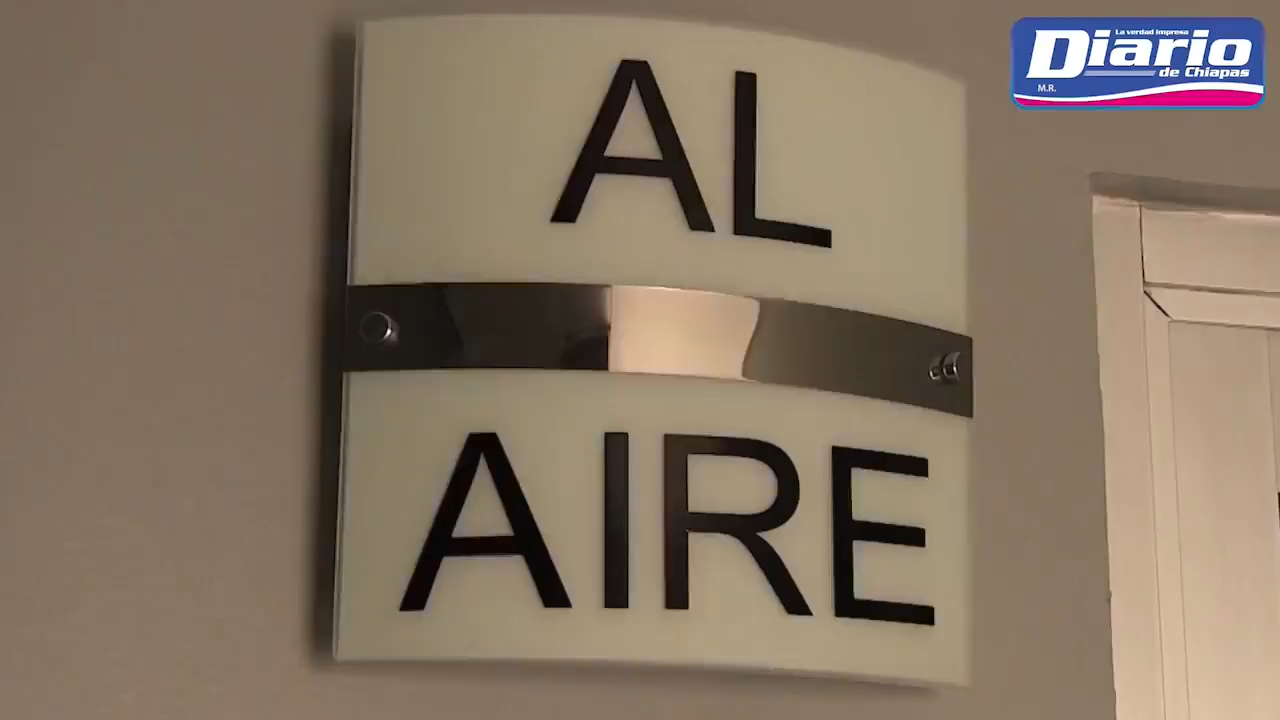 AL
AIRE
La verdad impresa
Diario
de Chiapas
M.R.